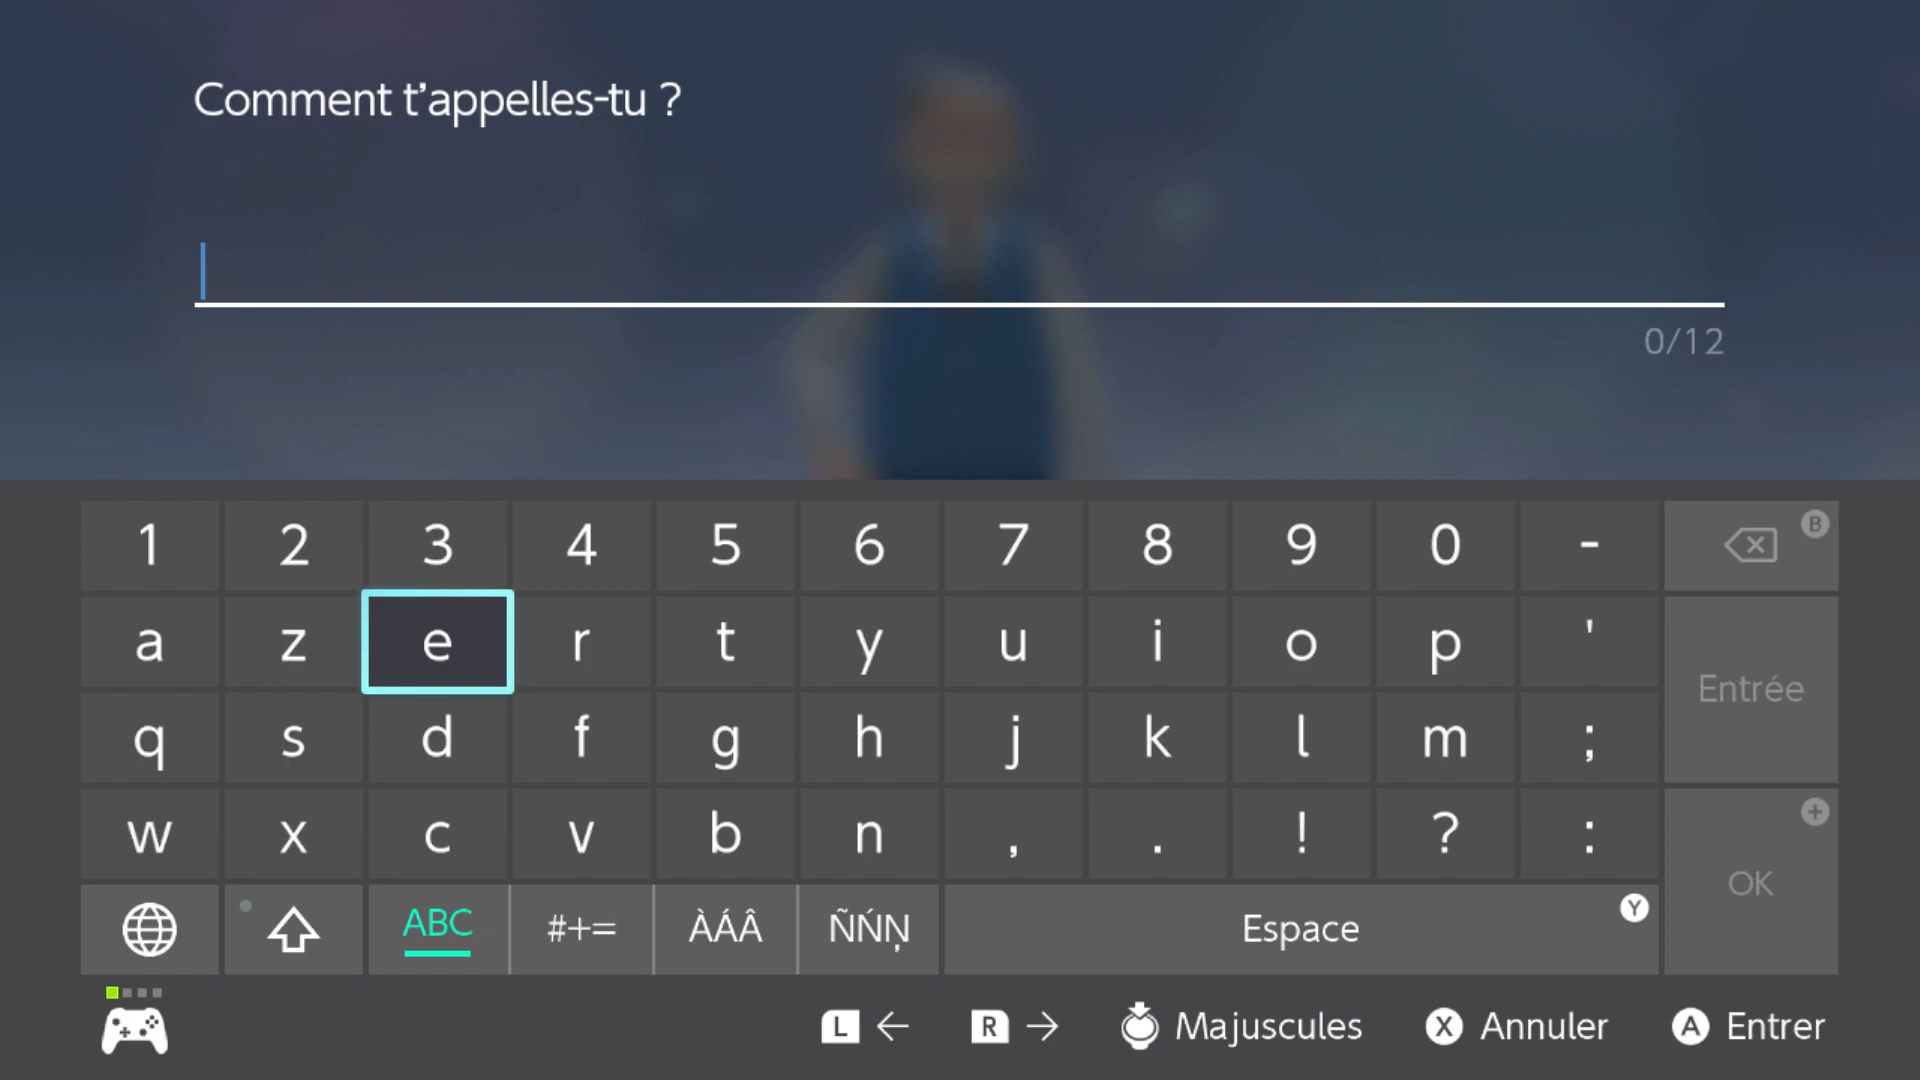 Comment t’appelles-tu ?
0/12
1 2 3 4 5 6 7 8 9 0 - B
a z e r t y u i o p '
Entrée
q s d f g h j k l m ;
w x c v b n , . ! ? : +
OK
ABC #+= ÀÁÂ ÑŃŅ Espace Y
L ← R → Majuscules X Annuler A Entrer